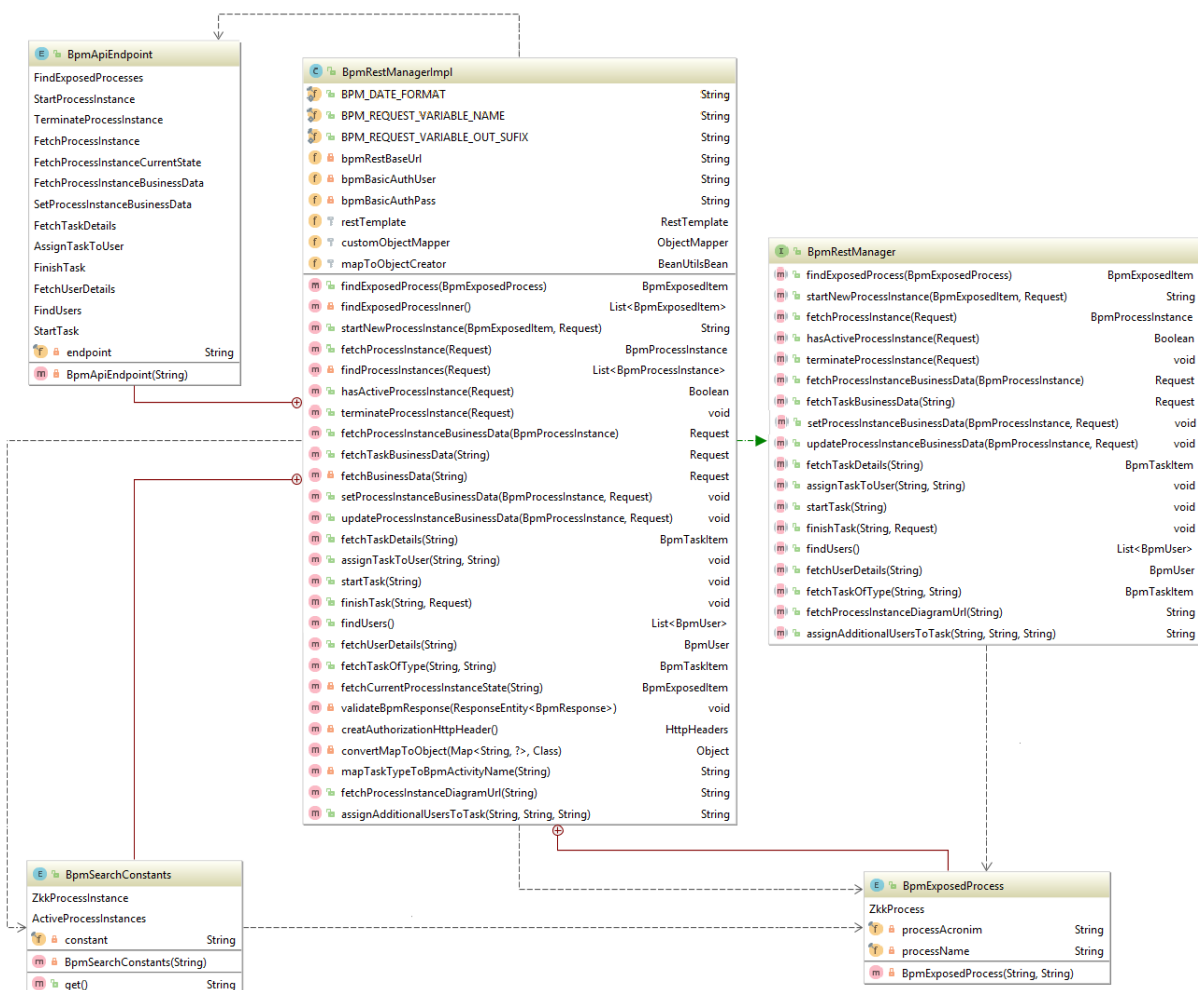 BpmApiEndpoint
FindExposedProcesses
StartProcessInstance
TerminateProcessInstance
FetchProcessInstance
FetchProcessInstanceCurrentState
FetchProcessInstanceBusinessData
SetProcessInstanceBusinessData
FetchTaskDetails
AssignTaskToUser
FinishTask
FetchUserDetails
FindUsers
StartTask
endpoint String
BpmApiEndpoint(String)
BpmRestManagerImpl
BPM_DATE_FORMAT String
BPM_REQUEST_VARIABLE_NAME String
BPM_REQUEST_VARIABLE_OUT_SUFIX String
bpmRestBaseUrl String
bpmBasicAuthUser String
bpmBasicAuthPass String
restTemplate RestTemplate
customObjectMapper ObjectMapper
mapToObjectCreator BeanUtilsBean
findExposedProcess(BpmExposedProcess) BpmExposedItem
findExposedProcessInner() List<BpmExposedItem>
startNewProcessInstance(BpmExposedItem, Request) String
fetchProcessInstance(Request) BpmProcessInstance
findProcessInstances(Request) List<BpmProcessInstance>
hasActiveProcessInstance(Request) Boolean
terminateProcessInstance(Request) void
fetchProcessInstanceBusinessData(BpmProcessInstance) Request
fetchTaskBusinessData(String) Request
fetchBusinessData(String) Request
setProcessInstanceBusinessData(BpmProcessInstance, Request) void
updateProcessInstanceBusinessData(BpmProcessInstance, Request) void
fetchTaskDetails(String) BpmTaskItem
assignTaskToUser(String, String) void
startTask(String) void
finishTask(String, Request) void
findUsers() List<BpmUser>
fetchUserDetails(String) BpmUser
fetchTaskOfType(String, String) BpmTaskItem
fetchCurrentProcessInstanceState(String) BpmExposedItem
validateBpmResponse(ResponseEntity<BpmResponse>) void
creatAuthorizationHttpHeader() HttpHeaders
convertMapToObject(Map<String, ?>, Class) Object
mapTaskTypeToBpmActivityName(String) String
fetchProcessInstanceDiagramUrl(String) String
assignAdditionalUsersToTask(String, String, String) String
BpmRestManager
findExposedProcess(BpmExposedProcess) BpmExposedItem
startNewProcessInstance(BpmExposedItem, Request) String
fetchProcessInstance(Request) BpmProcessInstance
hasActiveProcessInstance(Request) Boolean
terminateProcessInstance(Request) void
fetchProcessInstanceBusinessData(BpmProcessInstance) Request
fetchTaskBusinessData(String) Request
setProcessInstanceBusinessData(BpmProcessInstance, Request) void
updateProcessInstanceBusinessData(BpmProcessInstance, Request) void
fetchTaskDetails(String) BpmTaskItem
assignTaskToUser(String, String) void
startTask(String) void
finishTask(String, Request) void
findUsers() List<BpmUser>
fetchUserDetails(String) BpmUser
fetchTaskOfType(String, String) BpmTaskItem
fetchProcessInstanceDiagramUrl(String) String
assignAdditionalUsersToTask(String, String, String) String
BpmSearchConstants
ZkkProcessInstance
ActiveProcessInstances
constant String
BpmSearchConstants(String)
get() String
BpmExposedProcess
ZkkProcess
processAcronim String
processName String
BpmExposedProcess(String, String)